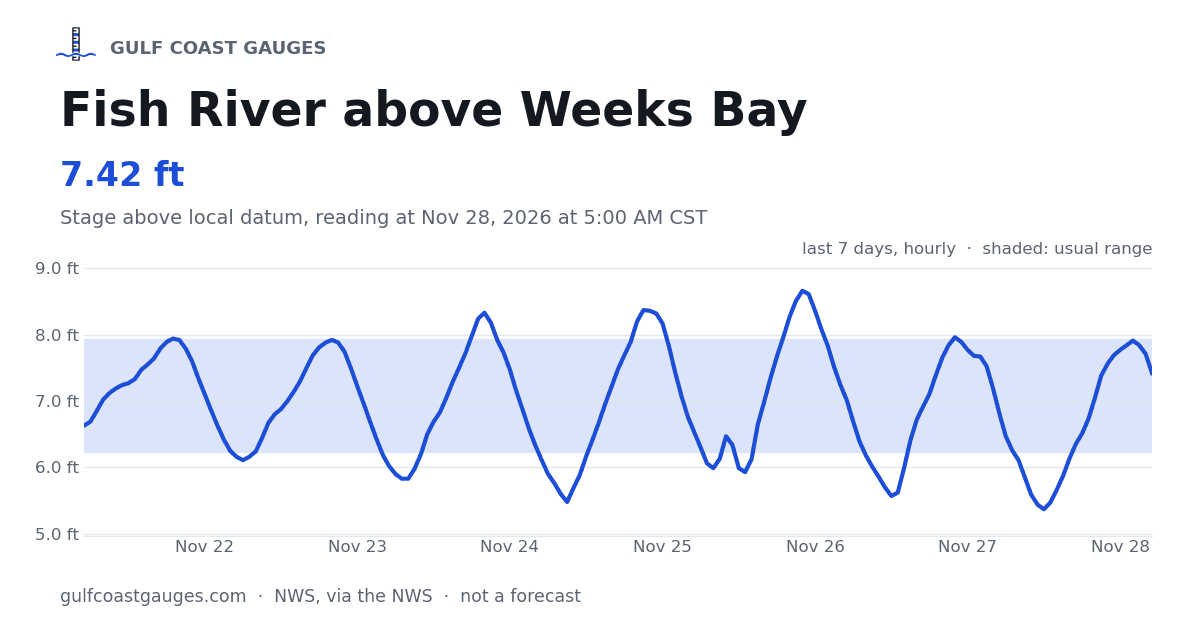 GULF COAST GAUGES
Fish River above Weeks Bay
7.42 ft
Stage above local datum, reading at Nov 28, 2026 at 5:00 AM CST
last 7 days, hourly · shaded: usual range
9.0 ft
8.0 ft
7.0 ft
6.0 ft
5.0 ft
Nov 22 Nov 23 Nov 24 Nov 25 Nov 26 Nov 27 Nov 28
gulfcoastgauges.com · NWS, via the NWS · not a forecast